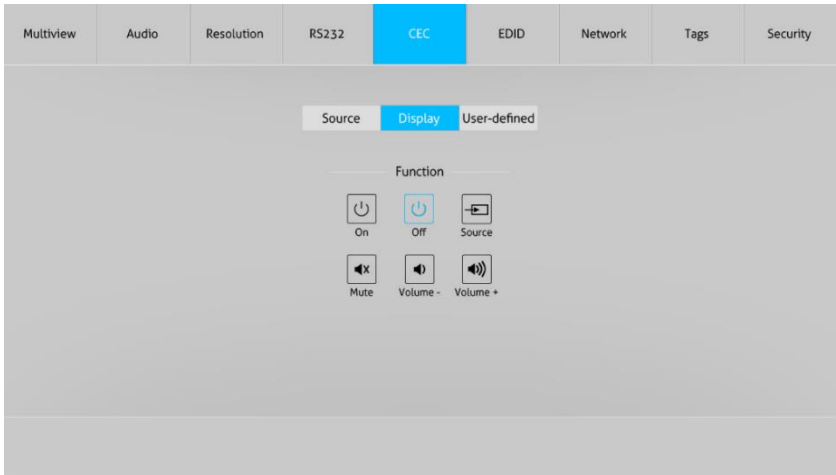 Multiview Audio Resolution RS232 CEC EDID Network Tags Security
Source Display User-defined
Function
On Off Source
Mute Volume - Volume +